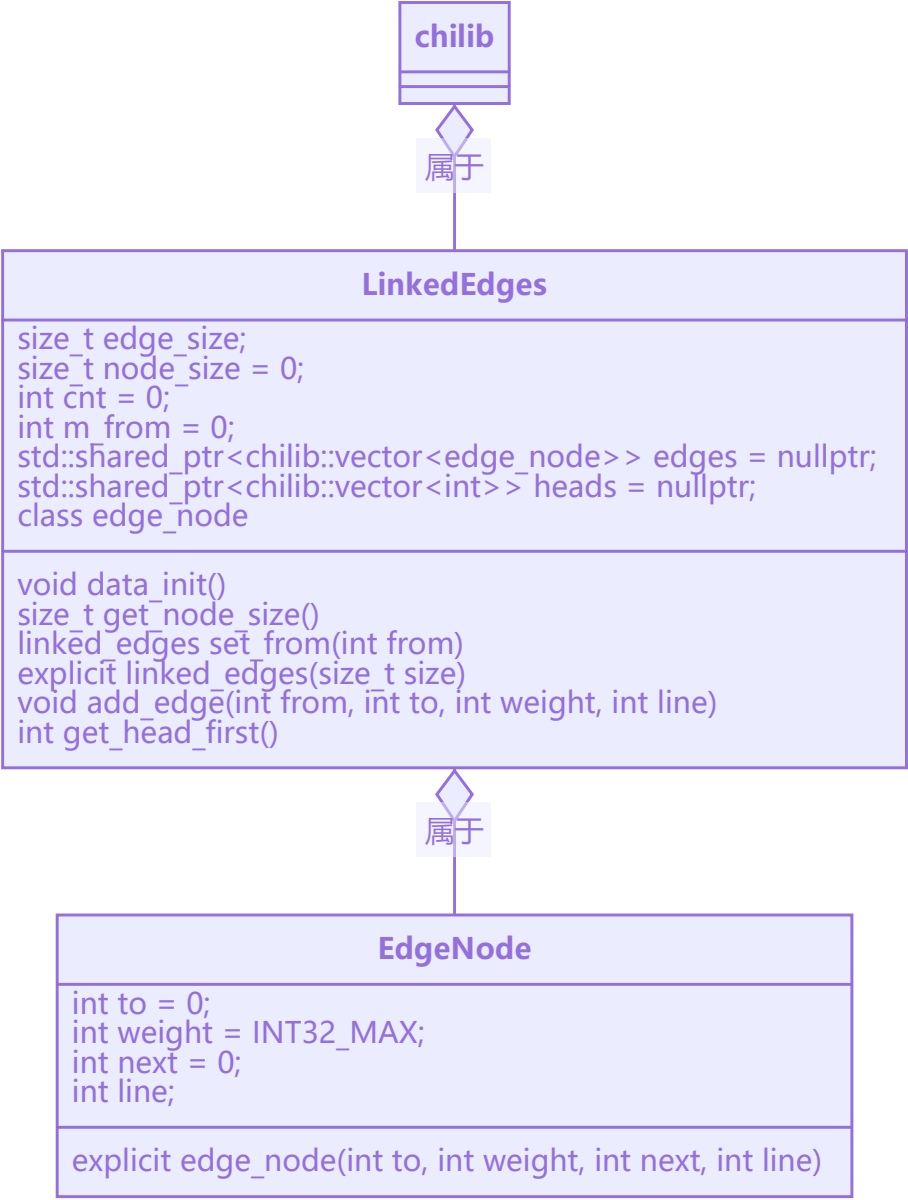 chilib
属于
LinkedEdges
size_t edge_size;
size_t node_size = 0;
int cnt = 0;
int m_from = 0;
std::shared_ptr<chilib::vector<edge_node>> edges = nullptr;
std::shared_ptr<chilib::vector<int>> heads = nullptr;
class edge_node
void data_init()
size_t get_node_size()
linked_edges set_from(int from)
explicit linked_edges(size_t size)
void add_edge(int from, int to, int weight, int line)
int get_head_first()
属于
EdgeNode
int to = 0;
int weight = INT32_MAX;
int next = 0;
int line;
explicit edge_node(int to, int weight, int next, int line)